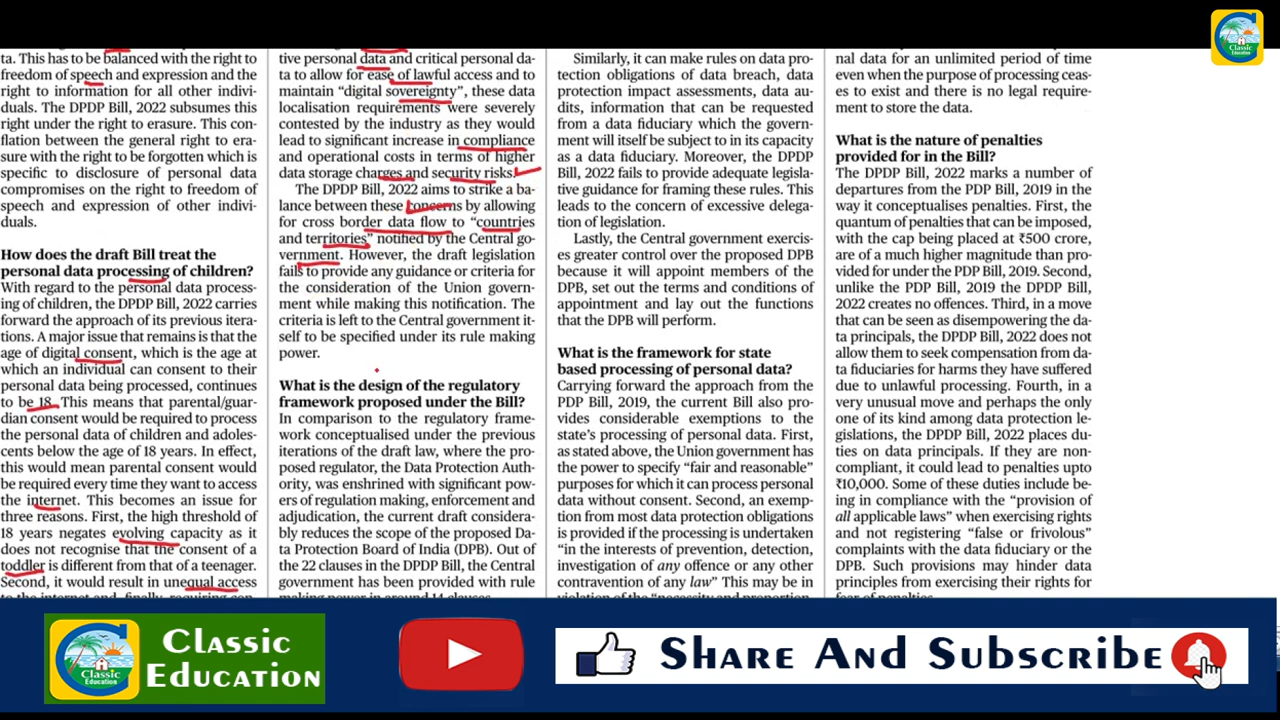 ta. This has to be balanced with the right to
freedom of speech and expression and the
right to information for all other indivi-
duals. The DPDP Bill, 2022 subsumes this
right under the right to erasure. This con-
flation between the general right to era-
sure with the right to be forgotten which is
specific to disclosure of personal data
compromises on the right to freedom of
speech and expression of other indivi-
duals.
How does the draft Bill treat the
personal data processing of children?
With regard to the personal data process-
ing of children, the DPDP Bill, 2022 carries
forward the approach of its previous itera-
tions. A major issue that remains is that the
age of digital consent, which is the age at
which an individual can consent to their
personal data being processed, continues
to be 18. This means that parental/guar-
dian consent would be required to process
the personal data of children and adoles-
cents below the age of 18 years. In effect,
this would mean parental consent would
be required every time they want to access
the internet. This becomes an issue for
three reasons. First, the high threshold of
18 years negates evolving capacity as it
does not recognise that the consent of a
toddler is different from that of a teenager.
Second, it would result in unequal access
to the internet and, finally, requiring con-
tive personal data and critical personal da-
ta to allow for ease of lawful access and to
maintain “digital sovereignty”, these data
localisation requirements were severely
contested by the industry as they would
lead to significant increase in compliance
and operational costs in terms of higher
data storage charges and security risks.
The DPDP Bill, 2022 aims to strike a ba-
lance between these concerns by allowing
for cross border data flow to “countries
and territories” notified by the Central go-
vernment. However, the draft legislation
fails to provide any guidance or criteria for
the consideration of the Union govern-
ment while making this notification. The
criteria is left to the Central government it-
self to be specified under its rule making
power.
What is the design of the regulatory
framework proposed under the Bill?
In comparison to the regulatory frame-
work conceptualised under the previous
iterations of the draft law, where the pro-
posed regulator, the Data Protection Auth-
ority, was enshrined with significant pow-
ers of regulation making, enforcement and
adjudication, the current draft considera-
bly reduces the scope of the proposed Da-
ta Protection Board of India (DPB). Out of
the 22 clauses in the DPDP Bill, the Central
government has been provided with rule
making power in around 14 clauses.
Similarly, it can make rules on data pro-
tection obligations of data breach, data
protection impact assessments, data au-
dits, information that can be requested
from a data fiduciary which the govern-
ment will itself be subject to in its capacity
as a data fiduciary. Moreover, the DPDP
Bill, 2022 fails to provide adequate legisla-
tive guidance for framing these rules. This
leads to the concern of excessive delega-
tion of legislation.
Lastly, the Central government exercis-
es greater control over the proposed DPB
because it will appoint members of the
DPB, set out the terms and conditions of
appointment and lay out the functions
that the DPB will perform.
What is the framework for state
based processing of personal data?
Carrying forward the approach from the
PDP Bill, 2019, the current Bill also pro-
vides considerable exemptions to the
state’s processing of personal data. First,
as stated above, the Union government has
the power to specify “fair and reasonable”
purposes for which it can process personal
data without consent. Second, an exemp-
tion from most data protection obligations
is provided if the processing is undertaken
“in the interests of prevention, detection,
investigation of any offence or any other
contravention of any law” This may be in
violation of the “necessity and proportion-
nal data for an unlimited period of time
even when the purpose of processing ceas-
es to exist and there is no legal require-
ment to store the data.
What is the nature of penalties
provided for in the Bill?
The DPDP Bill, 2022 marks a number of
departures from the PDP Bill, 2019 in the
way it conceptualises penalties. First, the
quantum of penalties that can be imposed,
with the cap being placed at ₹500 crore,
are of a much higher magnitude than pro-
vided for under the PDP Bill, 2019. Second,
unlike the PDP Bill, 2019 the DPDP Bill,
2022 creates no offences. Third, in a move
that can be seen as disempowering the da-
ta principals, the DPDP Bill, 2022 does not
allow them to seek compensation from da-
ta fiduciaries for harms they have suffered
due to unlawful processing. Fourth, in a
very unusual move and perhaps the only
one of its kind among data protection le-
gislations, the DPDP Bill, 2022 places du-
ties on data principals. If they are non-
compliant, it could lead to penalties upto
₹10,000. Some of these duties include be-
ing in compliance with the “provision of
all applicable laws” when exercising rights
and not registering “false or frivolous”
complaints with the data fiduciary or the
DPB. Such provisions may hinder data
principles from exercising their rights for
fear of penalties.
Classic
Education
Classic
Education
Classic
Education
Share And Subscribe